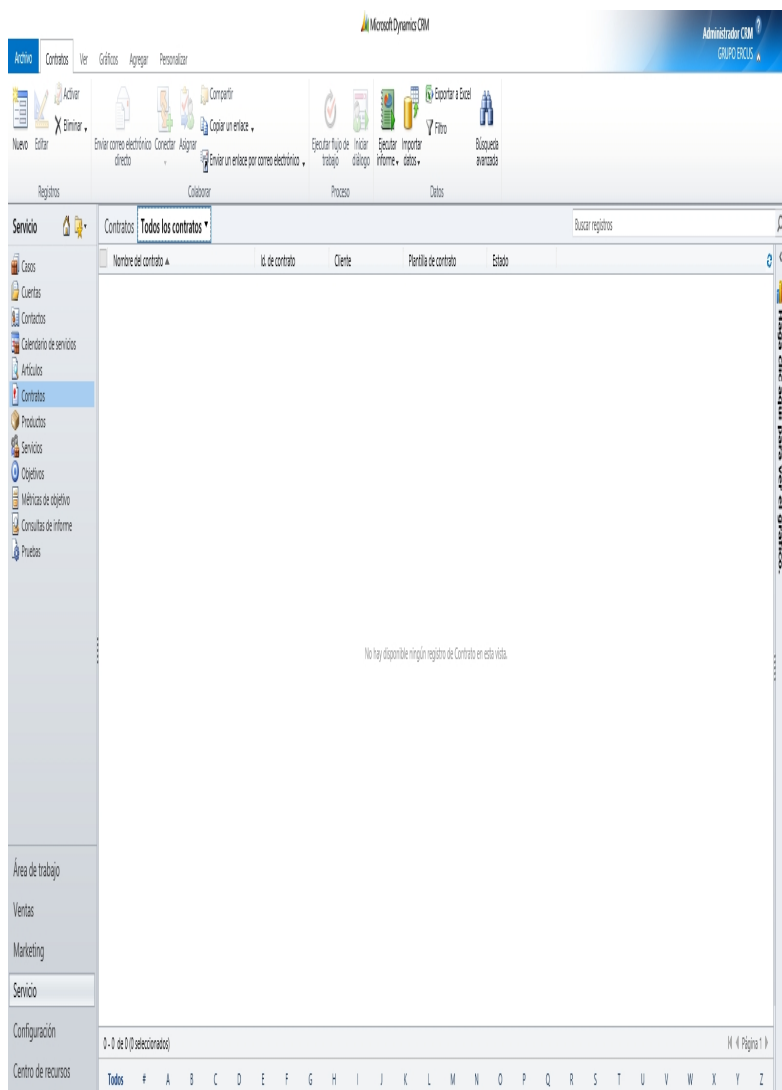 Microsoft Dynamics CRM
Administrador CRM
GRUPO ERCUS
Archivo Contratos Ver Gráficos Agregar Personalizar
Nuevo Editar Activar Eliminar
Registros
Enviar correo electrónico directo Conectar Asignar Compartir Copiar un enlace Enviar un enlace por correo electrónico
Colaborar
Ejecutar flujo de trabajo Iniciar diálogo
Proceso
Ejecutar informe Importar datos Exportar a Excel Filtro Búsqueda avanzada
Datos
Servicio
Contratos Todos los contratos
Buscar registros
Nombre del contrato Id. de contrato Cliente Plantilla de contrato Estado
Casos
Cuentas
Contactos
Calendario de servicios
Artículos
Contratos
Productos
Servicios
Objetivos
Métricas de objetivo
Consultas de informe
Pruebas
Haga clic aquí para ver el gráfico.
No hay disponible ningún registro de Contrato en esta vista.
Área de trabajo
Ventas
Marketing
Servicio
Configuración
Centro de recursos
0 - 0 de 0 (0 seleccionados)
Página 1
Todos # A B C D E F G H I J K L M N O P Q R S T U V W X Y Z